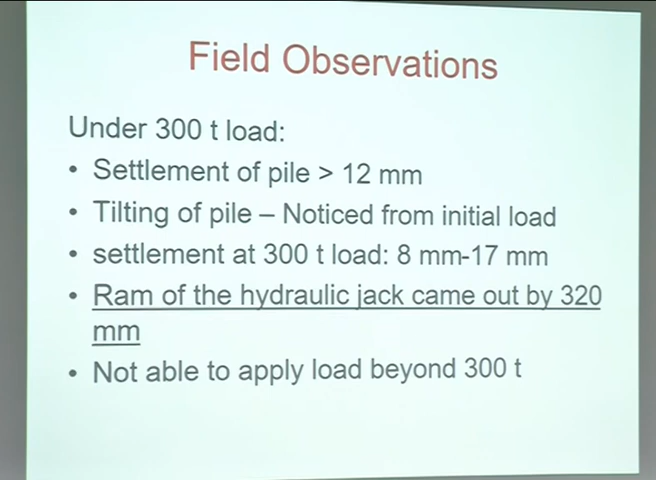 Field Observations
Under 300 t load:
• Settlement of pile > 12 mm
• Tilting of pile – Noticed from initial load
• settlement at 300 t load: 8 mm-17 mm
• Ram of the hydraulic jack came out by 320
mm
• Not able to apply load beyond 300 t